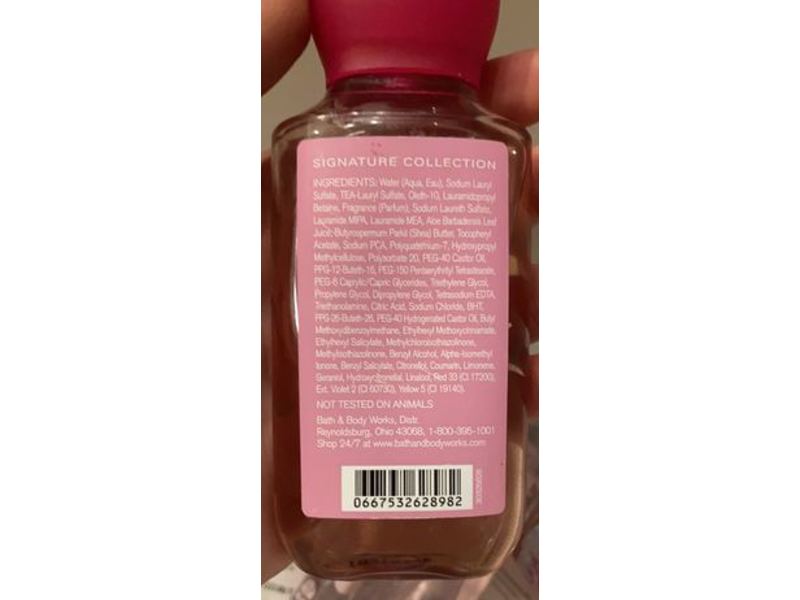 SIGNATURE COLLECTION
INGREDIENTS: Water (Aqua, Eau), Sodium Lauryl
Sulfate, TEA-Lauryl Sulfate, Oleth-10, Lauramidopropyl
Betaine, Fragrance (Parfum), Sodium Laureth Sulfate,
Lauramide MIPA, Lauramide MEA, Aloe Barbadensis Leaf
Juice, Butyrospermum Parkii (Shea) Butter, Tocopheryl
Acetate, Sodium PCA, Polyquaternium-7, Hydroxypropyl
Methylcellulose, Polysorbate 20, PEG-40 Castor Oil,
PPG-12-Buteth-16, PEG-150 Pentaerythrityl Tetrastearate,
PEG-6 Caprylic/Capric Glycerides, Triethylene Glycol,
Propylene Glycol, Dipropylene Glycol, Tetrasodium EDTA,
Triethanolamine, Citric Acid, Sodium Chloride, BHT,
PPG-26-Buteth-26, PEG-40 Hydrogenated Castor Oil, Butyl
Methoxydibenzoylmethane, Ethylhexyl Methoxycinnamate,
Ethylhexyl Salicylate, Methylchloroisothiazolinone,
Methylisothiazolinone, Benzyl Alcohol, Alpha-Isomethyl
Ionone, Benzyl Salicylate, Citronellol, Coumarin, Limonene,
Geraniol, Hydroxycitronellal, Linalool, Red 33 (CI 17200),
Ext. Violet 2 (CI 60730), Yellow 5 (CI 19140).
NOT TESTED ON ANIMALS
Bath & Body Works, Distr.
Reynoldsburg, Ohio 43068, 1-800-395-1001
Shop 24/7 at www.bathandbodyworks.com
0667532628982